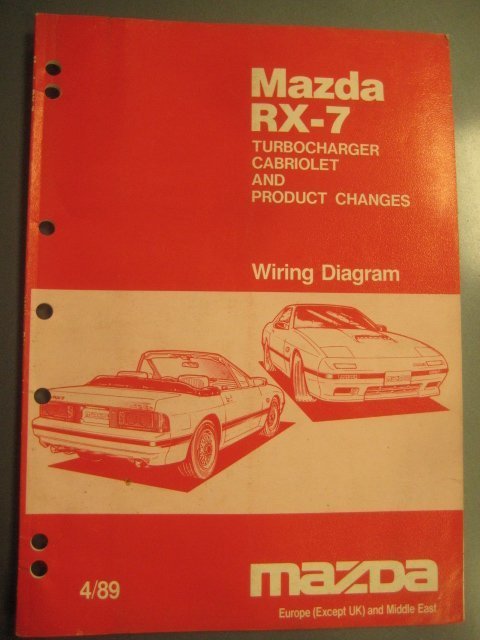 Mazda
RX-7
TURBOCHARGER
CABRIOLET
AND
PRODUCT CHANGES
Wiring Diagram
4/89
mazda
Europe (Except UK) and Middle East